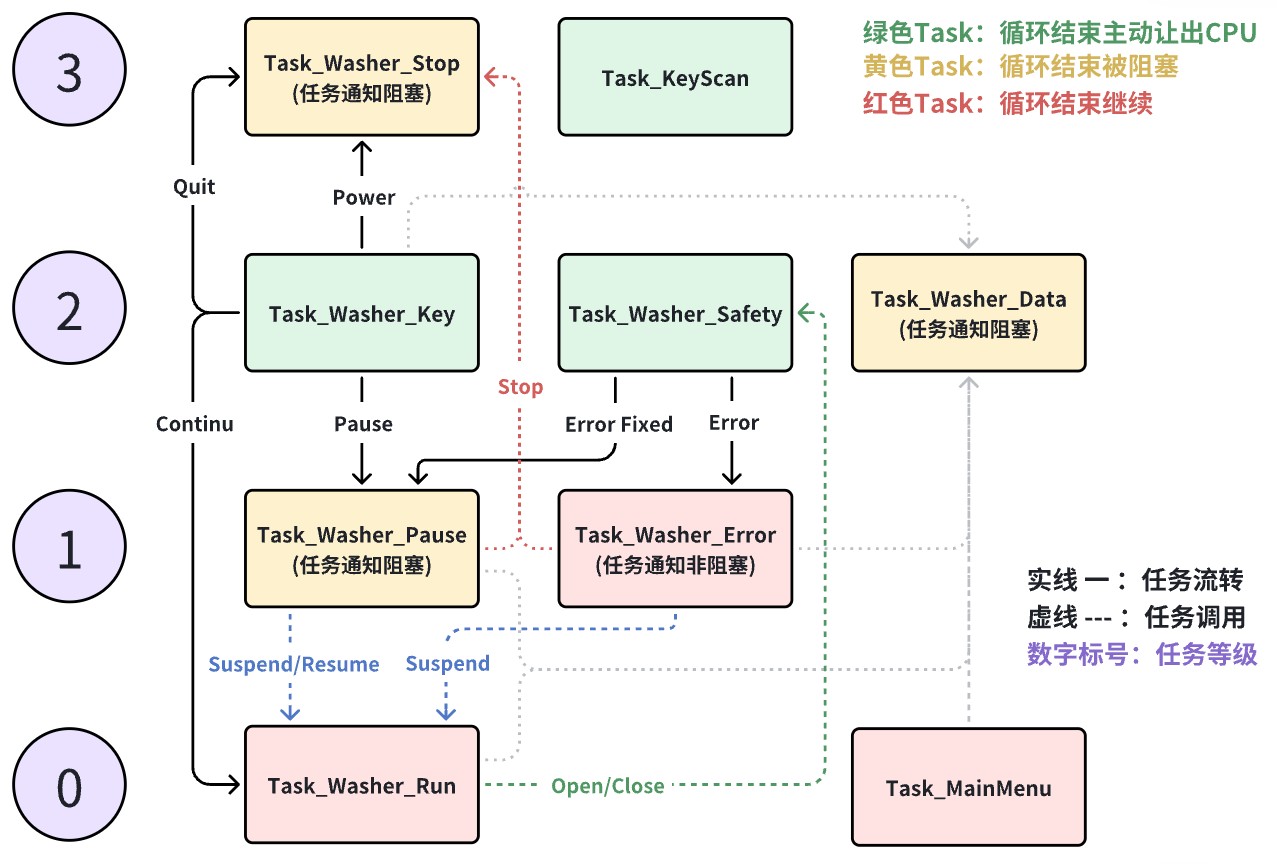 3
Task_Washer_Stop
(任务通知阻塞)
Task_KeyScan
绿色Task：循环结束主动让出CPU
黄色Task：循环结束被阻塞
红色Task：循环结束继续
Quit
Power
2
Task_Washer_Key
Task_Washer_Safety
Task_Washer_Data
(任务通知阻塞)
Stop
Continu
Pause
Error Fixed
Error
1
Task_Washer_Pause
(任务通知阻塞)
Task_Washer_Error
(任务通知非阻塞)
实线 —：任务流转
虚线 ---：任务调用
数字标号：任务等级
Suspend/Resume
Suspend
0
Task_Washer_Run
Open/Close
Task_MainMenu